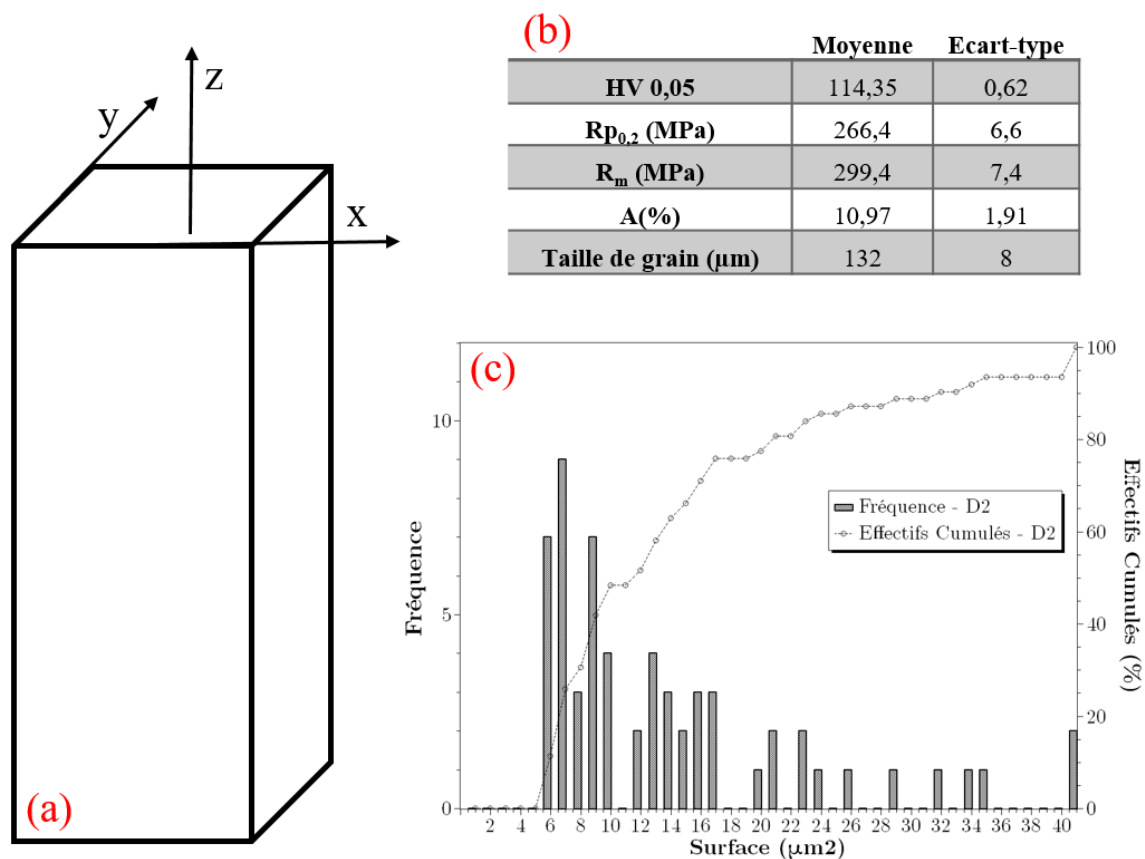 (a)
z
y
x
(b)
Moyenne Ecart-type
HV 0,05 114,35 0,62
Rp0,2 (MPa) 266,4 6,6
Rm (MPa) 299,4 7,4
A(%) 10,97 1,91
Taille de grain (μm) 132 8
(c)
Fréquence
10
5
0
Effectifs Cumulés (%)
100
80
60
40
20
0
Fréquence - D2
Effectifs Cumulés - D2
2 4 6 8 10 12 14 16 18 20 22 24 26 28 30 32 34 36 38 40
Surface (μm2)